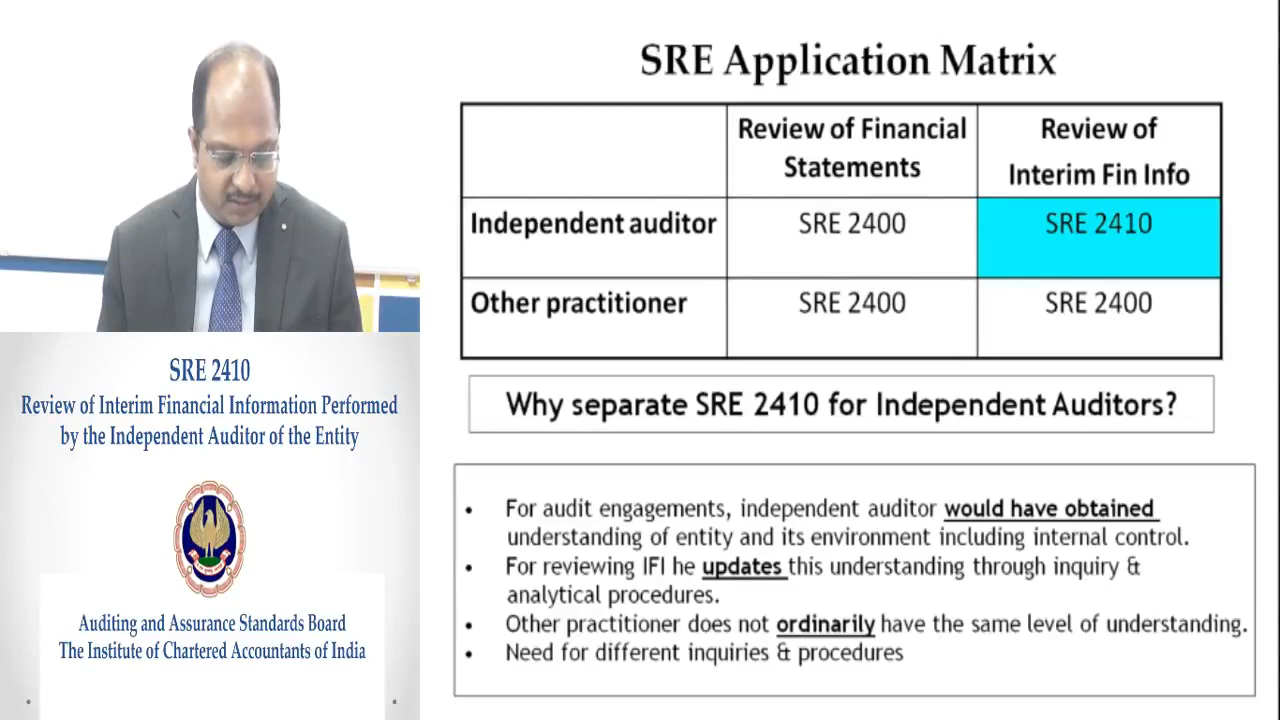 SRE Application Matrix
Review of Financial Statements
Review of Interim Fin Info
Independent auditor
SRE 2400
SRE 2410
Other practitioner
SRE 2400
SRE 2400
Why separate SRE 2410 for Independent Auditors?
• For audit engagements, independent auditor would have obtained
understanding of entity and its environment including internal control.
• For reviewing IFI he updates this understanding through inquiry &
analytical procedures.
• Other practitioner does not ordinarily have the same level of understanding.
• Need for different inquiries & procedures
SRE 2410
Review of Interim Financial Information Performed
by the Independent Auditor of the Entity
Auditing and Assurance Standards Board
The Institute of Chartered Accountants of India